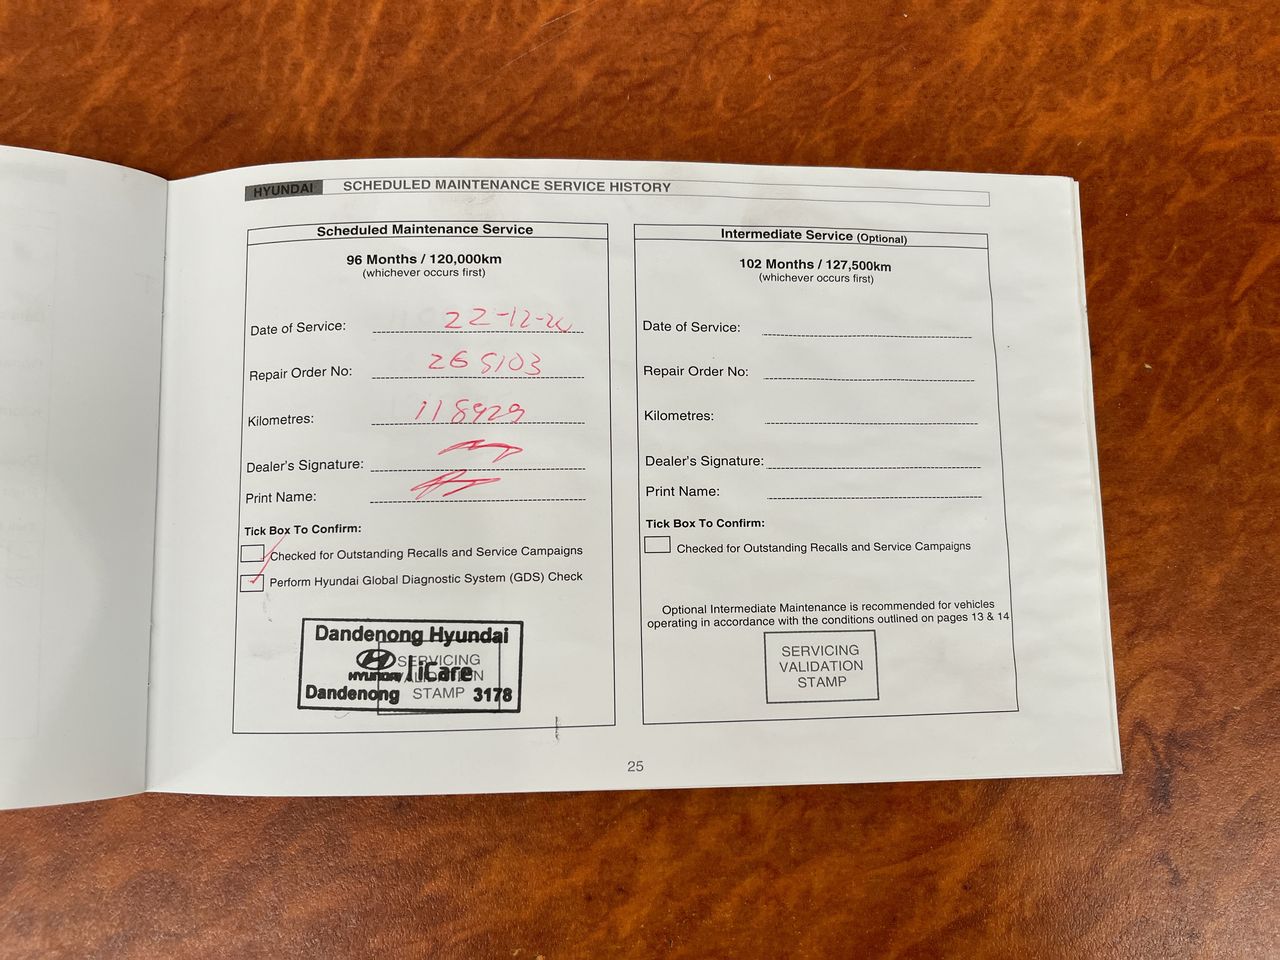 HYUNDAI SCHEDULED MAINTENANCE SERVICE HISTORY
Scheduled Maintenance Service
96 Months / 120,000km
(whichever occurs first)
Date of Service: 22-12-
Repair Order No: 268103
Kilometres: 118929
Dealer's Signature:
Print Name:
Tick Box To Confirm:
Checked for Outstanding Recalls and Service Campaigns
Perform Hyundai Global Diagnostic System (GDS) Check
Dandenong Hyundai
SERVICING
HYUNDAI iCare
VALIDATION
Dandenong STAMP 3178
Intermediate Service (Optional)
102 Months / 127,500km
(whichever occurs first)
Date of Service:
Repair Order No:
Kilometres:
Dealer's Signature:
Print Name:
Tick Box To Confirm:
Checked for Outstanding Recalls and Service Campaigns
Optional Intermediate Maintenance is recommended for vehicles
operating in accordance with the conditions outlined on pages 13 & 14
SERVICING
VALIDATION
STAMP
25